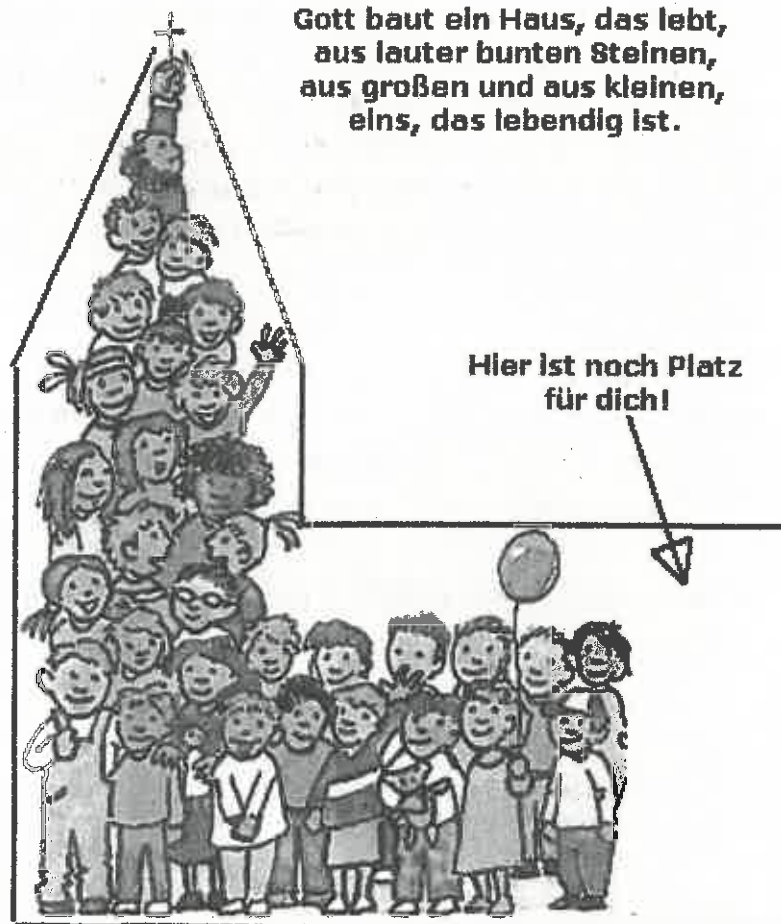 Gott baut ein Haus, das lebt,
aus lauter bunten Steinen,
aus großen und aus kleinen,
eins, das lebendig ist.
Hier ist noch Platz
für dich!